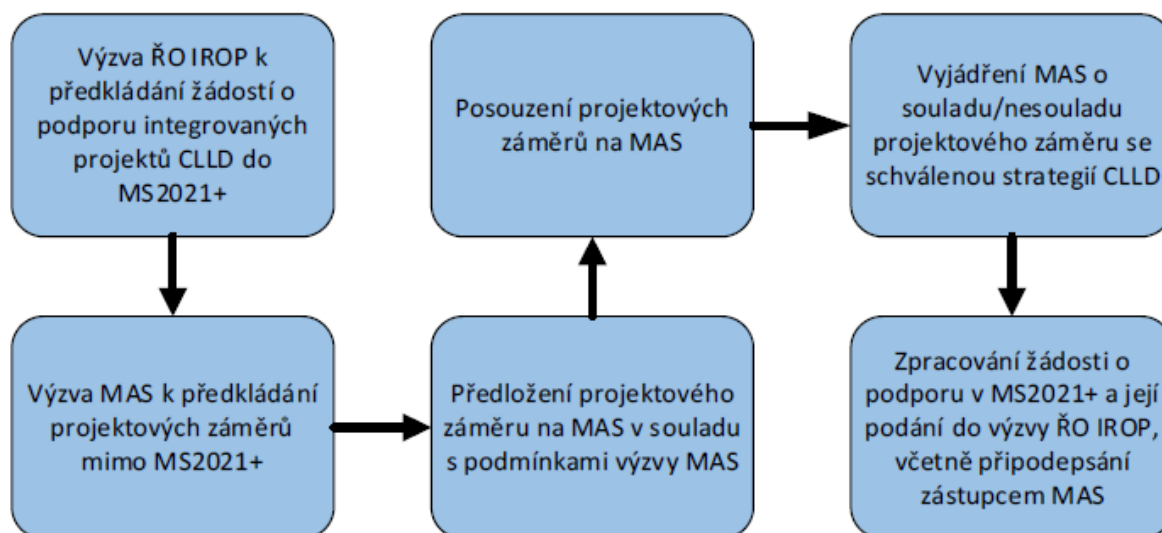 Výzva ŘO IROP k
předkládání žádostí o
podporu integrovaných
projektů CLLD do
MS2021+
Výzva MAS k předkládání
projektových záměrů
mimo MS2021+
Předložení projektového
záměru na MAS v souladu
s podmínkami výzvy MAS
Posouzení projektových
záměrů na MAS
Vyjádření MAS o
souladu/nesouladu
projektového záměru se
schválenou strategií CLLD
Zpracování žádosti o
podporu v MS2021+ a její
podání do výzvy ŘO IROP,
včetně připodepsání
zástupcem MAS